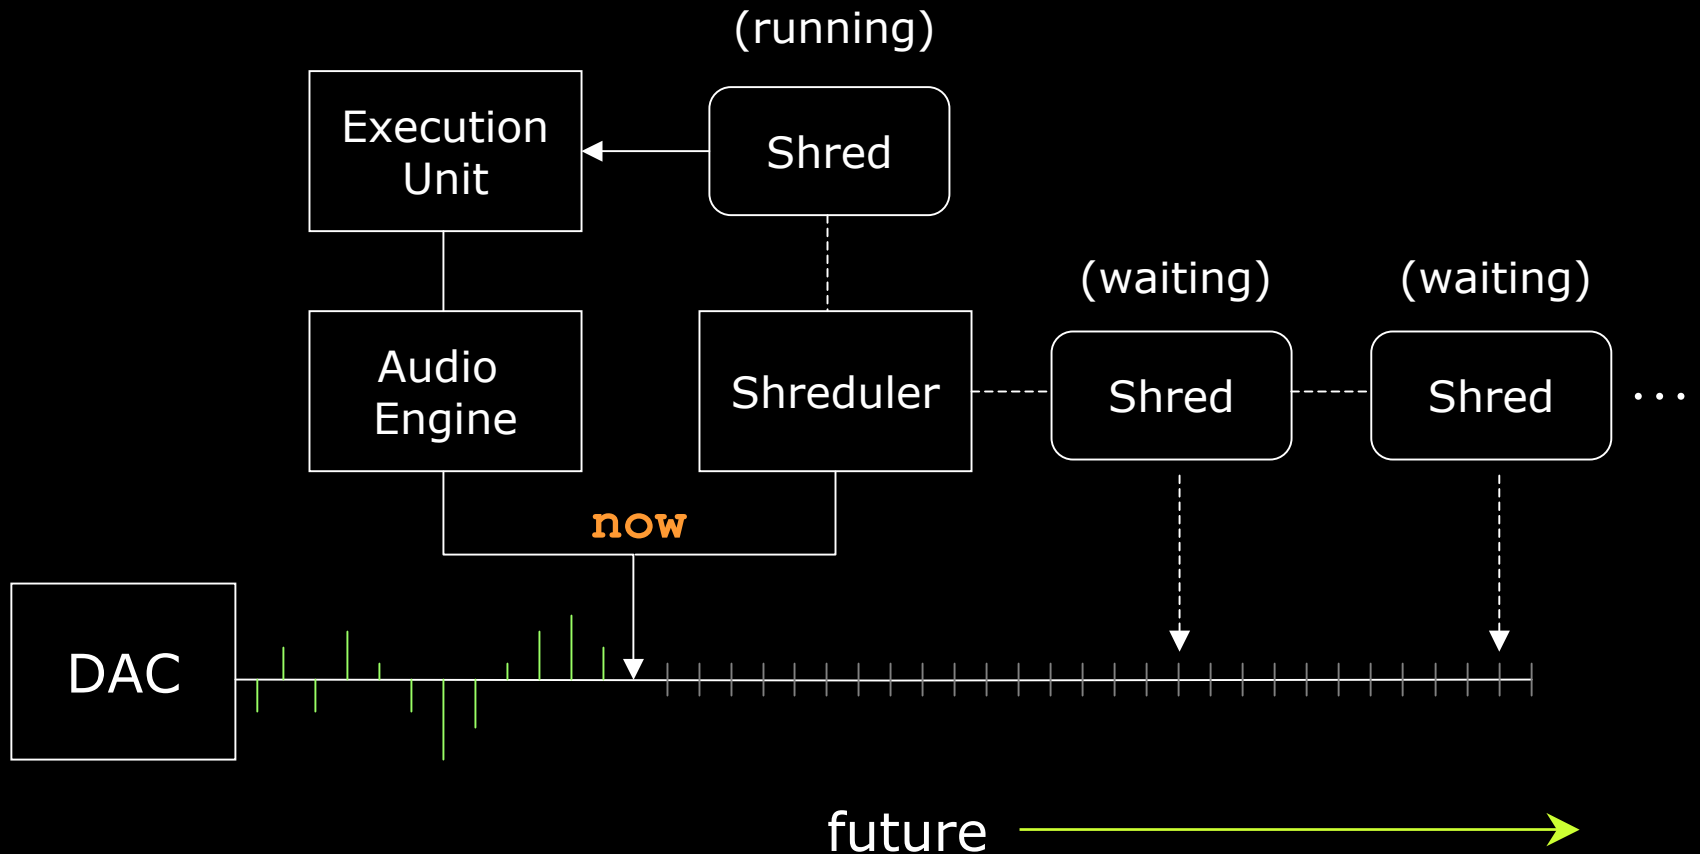 (running)
Execution
Unit
Shred
(waiting)
(waiting)
Audio
Engine
Shreduler
Shred
Shred
...
now
DAC
future